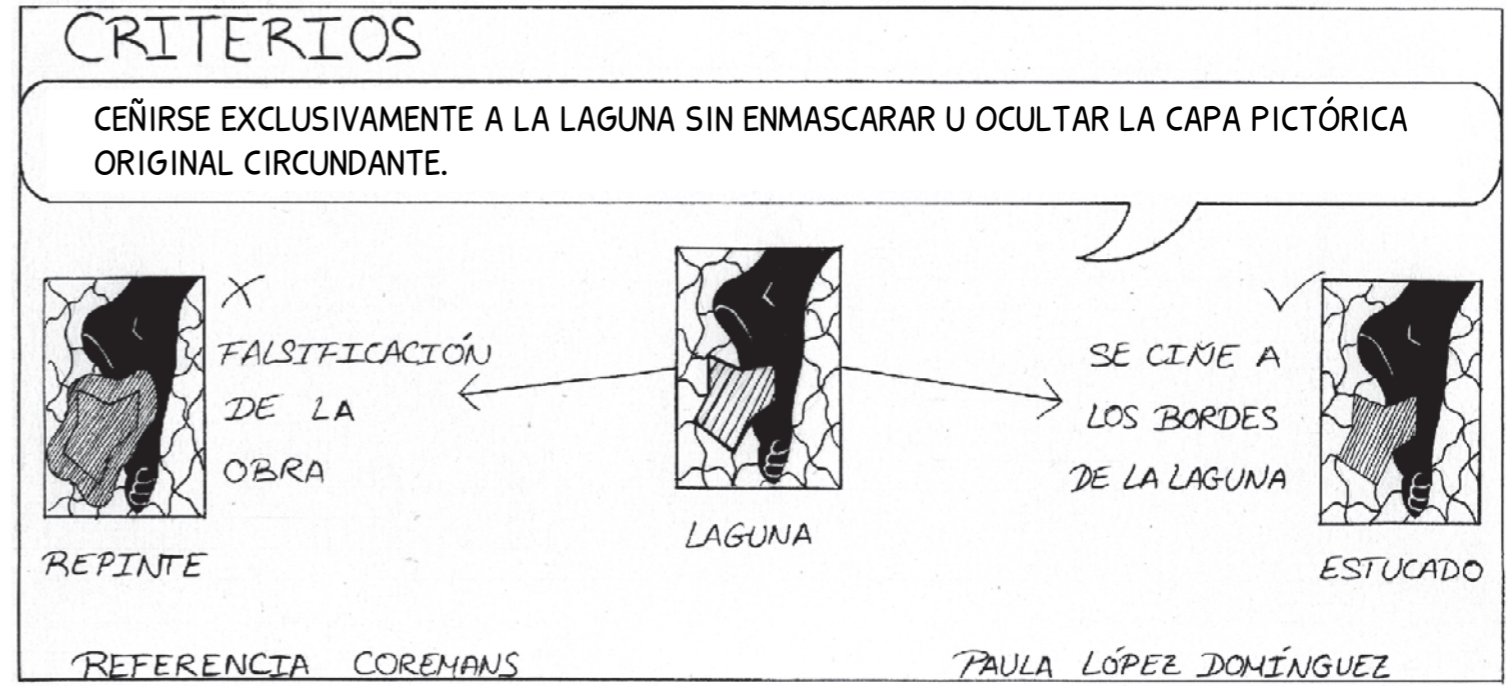 CRITERIOS
CEÑIRSE EXCLUSIVAMENTE A LA LAGUNA SIN ENMASCARAR U OCULTAR LA CAPA PICTÓRICA
ORIGINAL CIRCUNDANTE.
X
FALSIFICACIÓN
DE LA
OBRA
REPINTE
LAGUNA
SE CIÑE A
LOS BORDES
DE LA LAGUNA
ESTUCADO
REFERENCIA COREMANS
PAULA LÓPEZ DOMÍNGUEZ